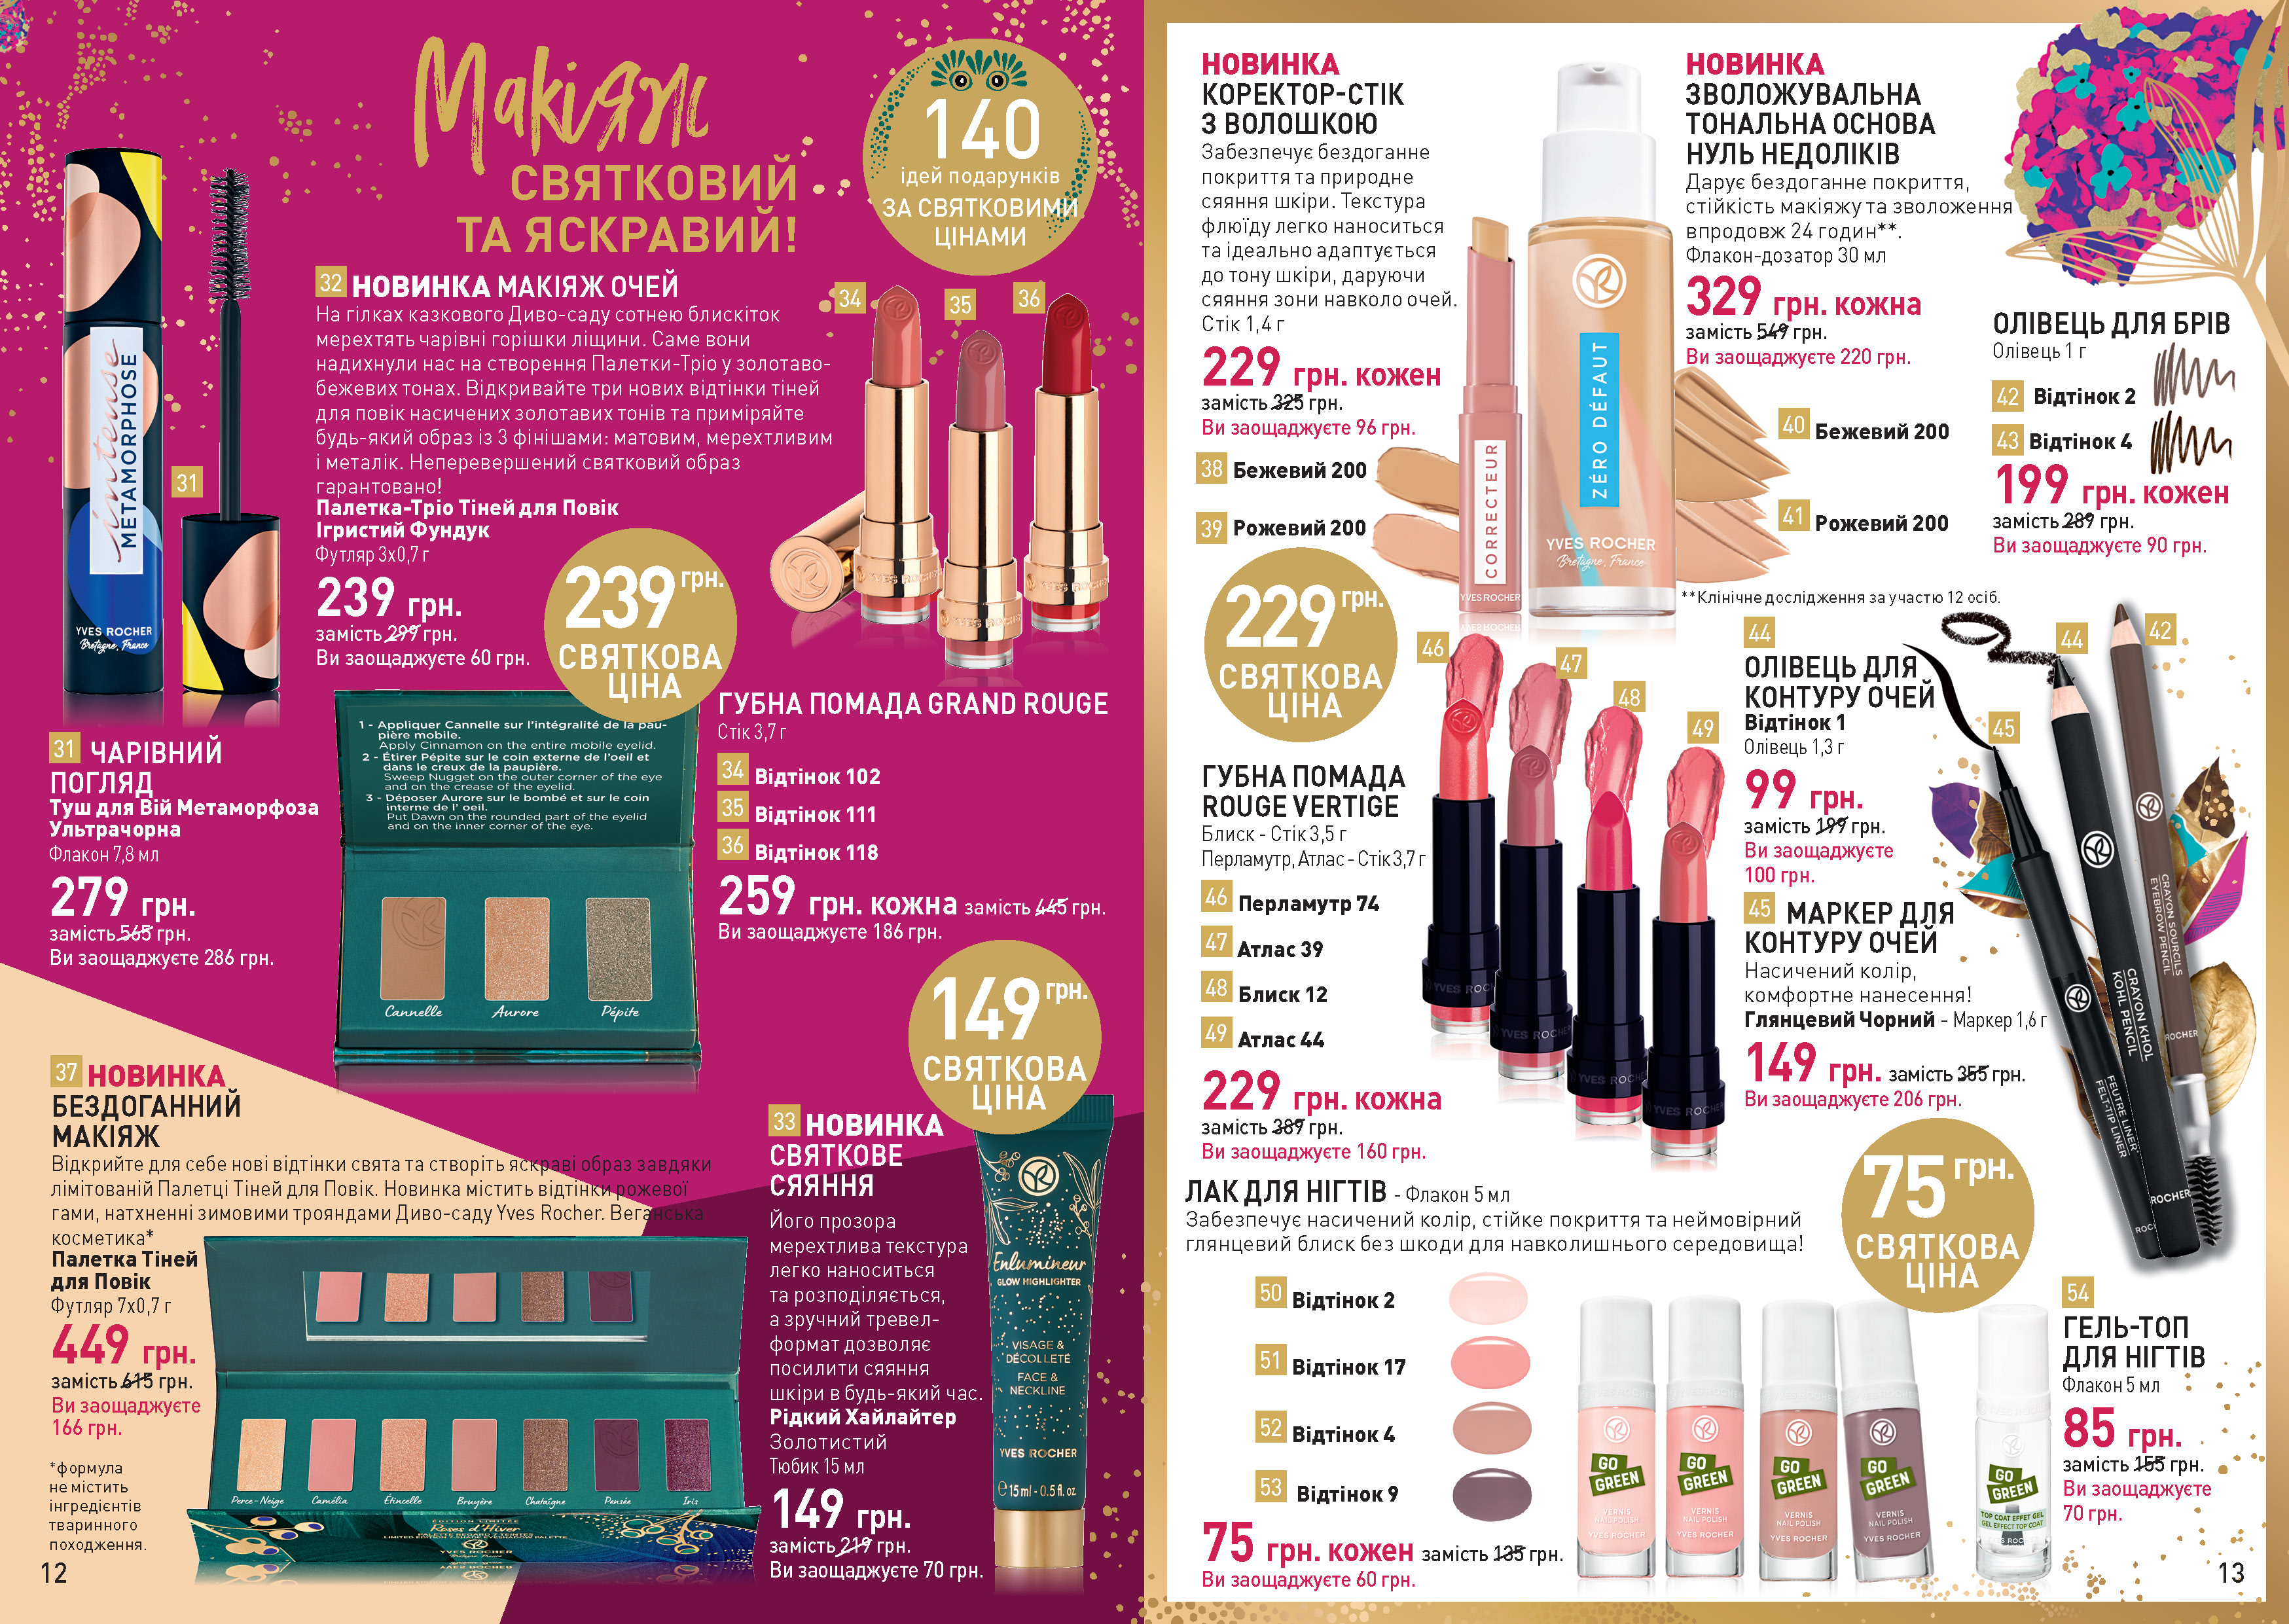 Макіяж
СВЯТКОВИЙ
ТА ЯСКРАВИЙ!
140
ідей подарунків
ЗА СВЯТКОВИМИ
ЦІНАМИ
intense
METAMORPHOSE
YVES ROCHER
Bretagne, France
31
32 НОВИНКА МАКІЯЖ ОЧЕЙ
На гілках казкового Диво-саду сотнею блискіток
мерехтять чарівні горішки ліщини. Саме вони
надихнули нас на створення Палетки-Тріо у золотаво-
бежевих тонах. Відкривайте три нових відтінки тіней
для повік насичених золотавих тонів та приміряйте
будь-який образ із 3 фінішами: матовим, мерехтливим
і металік. Неперевершений святковий образ
гарантовано!
Палетка-Тріо Тіней для Повік
Ігристий Фундук
Футляр 3х0,7 г
239 грн.
замість 299 грн.
Ви заощаджуєте 60 грн.
239 грн.
СВЯТКОВА
ЦІНА
34
35
36
YVES ROCHER
ГУБНА ПОМАДА GRAND ROUGE
Стік 3,7 г
34 Відтінок 102
35 Відтінок 111
36 Відтінок 118
259 грн. кожна замість 445 грн.
Ви заощаджуєте 186 грн.
31 ЧАРІВНИЙ
ПОГЛЯД
Туш для Вій Метаморфоза
Ультрачорна
Флакон 7,8 мл
279 грн.
замість 565 грн.
Ви заощаджуєте 286 грн.
1 - Appliquer Cannelle sur l'intégralité de la pau-
pière mobile.
Apply Cinnamon on the entire mobile eyelid.
2 - Étirer Pépite sur le coin externe de l'oeil et
dans le creux de la paupière.
Sweep Nugget on the outer corner of the eye
and on the crease of the eyelid.
3 - Déposer Aurore sur le bombé et sur le coin
interne de l' oeil.
Put Dawn on the rounded part of the eyelid
and on the inner corner of the eye.
Cannelle
Aurore
Pépite
149 грн.
СВЯТКОВА
ЦІНА
37 НОВИНКА
БЕЗДОГАННИЙ
МАКІЯЖ
Відкрийте для себе нові відтінки свята та створіть яскраві образ завдяки
лімітованій Палетці Тіней для Повік. Новинка містить відтінки рожевої
гами, натхненні зимовими трояндами Диво-саду Yves Rocher. Веганська
косметика*
Палетка Тіней
для Повік
Футляр 7х0,7 г
449 грн.
замість 615 грн.
Ви заощаджуєте
166 грн.
*формула
не містить
інгредієнтів
тваринного
походження.
Perce-Neige
Camélia
Étincelle
Bruyère
Chataîgne
Pensée
Iris
ÉDITION LIMITÉE
Roses d'Hiver
YVES ROCHER
33 НОВИНКА
СВЯТКОВЕ
СЯЯННЯ
Його прозора
мерехтлива текстура
легко наноситься
та розподіляється,
а зручний тревел-
формат дозволяє
посилити сяяння
шкіри в будь-який час.
Рідкий Хайлайтер
Золотистий
Тюбик 15 мл
149 грн.
замість 219 грн.
Ви заощаджуєте 70 грн.
Enlumineur
GLOW HIGHLIGHTER
VISAGE &
DÉCOLLETÉ
FACE &
NECKLINE
YVES ROCHER
e 15 ml - 0.5 fl. oz.
12
НОВИНКА
КОРЕКТОР-СТІК
З ВОЛОШКОЮ
Забезпечує бездоганне
покриття та природне
сяяння шкіри. Текстура
флюїду легко наноситься
та ідеально адаптується
до тону шкіри, даруючи
сяяння зони навколо очей.
Стік 1,4 г
229 грн. кожен
замість 325 грн.
Ви заощаджуєте 96 грн.
38 Бежевий 200
39 Рожевий 200
229 грн.
СВЯТКОВА
ЦІНА
CORRECTEUR
YVES ROCHER
ZÉRO DÉFAUT
YVES ROCHER
Bretagne, France
НОВИНКА
ЗВОЛОЖУВАЛЬНА
ТОНАЛЬНА ОСНОВА
НУЛЬ НЕДОЛІКІВ
Дарує бездоганне покриття,
стійкість макіяжу та зволоження
впродовж 24 годин**.
Флакон-дозатор 30 мл
329 грн. кожна
замість 549 грн.
Ви заощаджуєте 220 грн.
40 Бежевий 200
41 Рожевий 200
**Клінічне дослідження за участю 12 осіб.
ОЛІВЕЦЬ ДЛЯ БРІВ
Олівець 1 г
42 Відтінок 2
43 Відтінок 4
199 грн. кожен
замість 289 грн.
Ви заощаджуєте 90 грн.
46
47
48
49
ГУБНА ПОМАДА
ROUGE VERTIGE
Блиск - Стік 3,5 г
Перламутр, Атлас - Стік 3,7 г
46 Перламутр 74
47 Атлас 39
48 Блиск 12
49 Атлас 44
229 грн. кожна
замість 389 грн.
Ви заощаджуєте 160 грн.
YVES ROCHER
44
ОЛІВЕЦЬ ДЛЯ
КОНТУРУ ОЧЕЙ
Відтінок 1
Олівець 1,3 г
99 грн.
замість 199 грн.
Ви заощаджуєте
100 грн.
45 МАРКЕР ДЛЯ
КОНТУРУ ОЧЕЙ
Насичений колір,
комфортне нанесення!
Глянцевий Чорний - Маркер 1,6 г
149 грн. замість 355 грн.
Ви заощаджуєте 206 грн.
44
42
45
CRAYON SOURCILS
EYEBROW PENCIL
CRAYON KHOL
KOHL PENCIL
FEUTRE LINER
FELT-TIP LINER
ROCHER
ROCHER
75 грн.
СВЯТКОВА
ЦІНА
ЛАК ДЛЯ НІГТІВ - Флакон 5 мл
Забезпечує насичений колір, стійке покриття та неймовірний
глянцевий блиск без шкоди для навколишнього середовища!
50 Відтінок 2
51 Відтінок 17
52 Відтінок 4
53 Відтінок 9
75 грн. кожен замість 135 грн.
Ви заощаджуєте 60 грн.
GO GREEN
VERNIS
NAIL POLISH
YVES ROCHER
GO GREEN
VERNIS
NAIL POLISH
YVES ROCHER
GO GREEN
VERNIS
NAIL POLISH
YVES ROCHER
GO GREEN
VERNIS
NAIL POLISH
YVES ROCHER
GO GREEN
TOP COAT EFFET GEL
GEL EFFECT TOP COAT
54
ГЕЛЬ-ТОП
ДЛЯ НІГТІВ
Флакон 5 мл
85 грн.
замість 155 грн.
Ви заощаджуєте
70 грн.
13